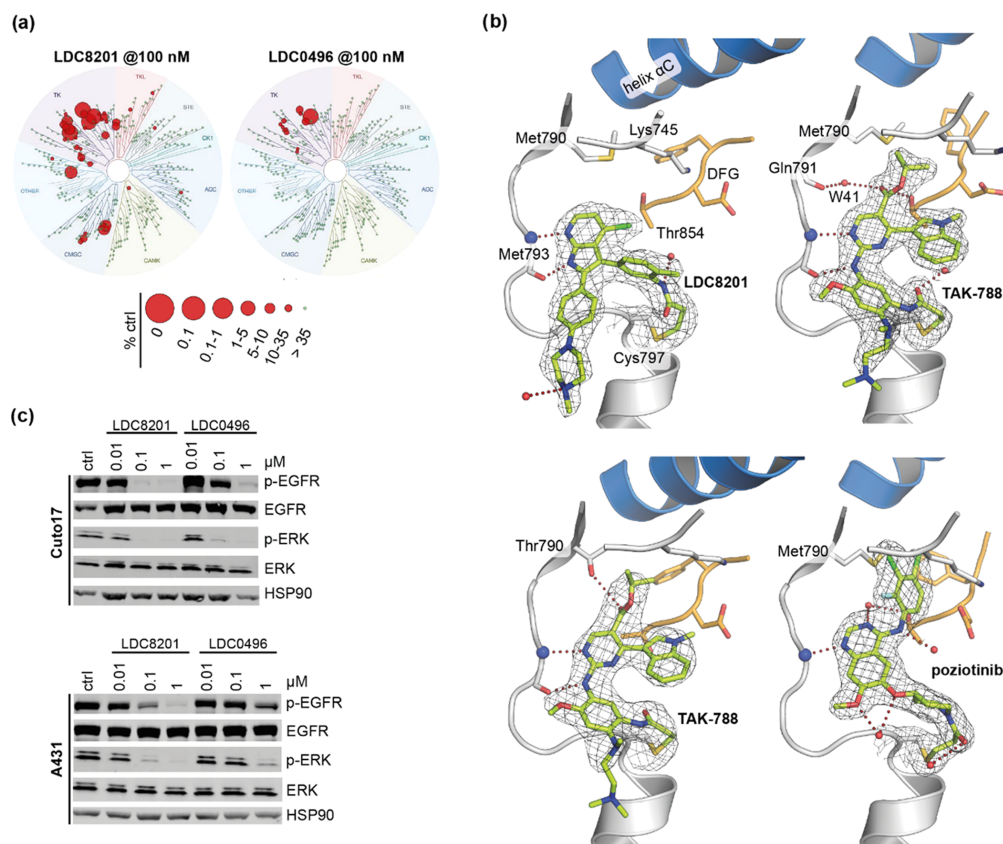 (a)
LDC8201 @100 nM
LDC0496 @100 nM
TK
TKL
STE
CK1
AGC
CAMK
CMGC
OTHER
TK
TKL
STE
CK1
AGC
CAMK
CMGC
OTHER
% ctrl
0
0.1
0.1-1
1-5
5-10
10-35
> 35
(b)
helix αC
Met790
Lys745
DFG
Thr854
Met793
LDC8201
Cys797
Met790
Gln791
W41
TAK-788
Thr790
TAK-788
Met790
poziotinib
(c)
LDC8201 LDC0496
ctrl 0.01 0.1 1 0.01 0.1 1 µM
Cuto17
p-EGFR
EGFR
p-ERK
ERK
HSP90
LDC8201 LDC0496
ctrl 0.01 0.1 1 0.01 0.1 1 µM
A431
p-EGFR
EGFR
p-ERK
ERK
HSP90